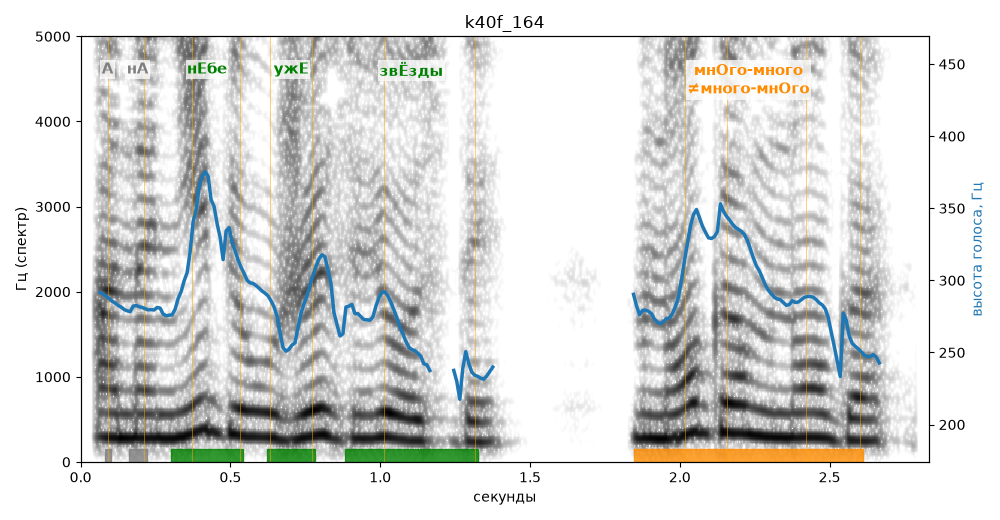 k40f_164
5000
4000
3000
2000
1000
0
Гц (спектр)
А нА нЕбе ужЕ звЁзды
мнОго-много
≠много-мнОго
450
400
350
300
250
200
высота голоса, Гц
0.0 0.5 1.0 1.5 2.0 2.5
секунды